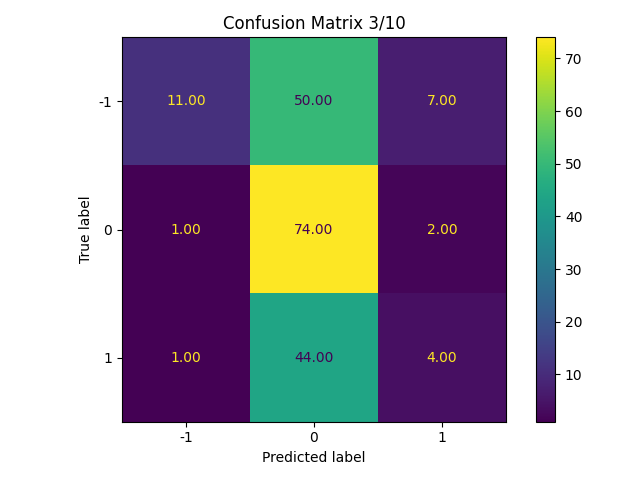 Confusion Matrix 3/10
True label
-1 11.00 50.00 7.00
0 1.00 74.00 2.00
1 1.00 44.00 4.00
-1 0 1
Predicted label
70
60
50
40
30
20
10